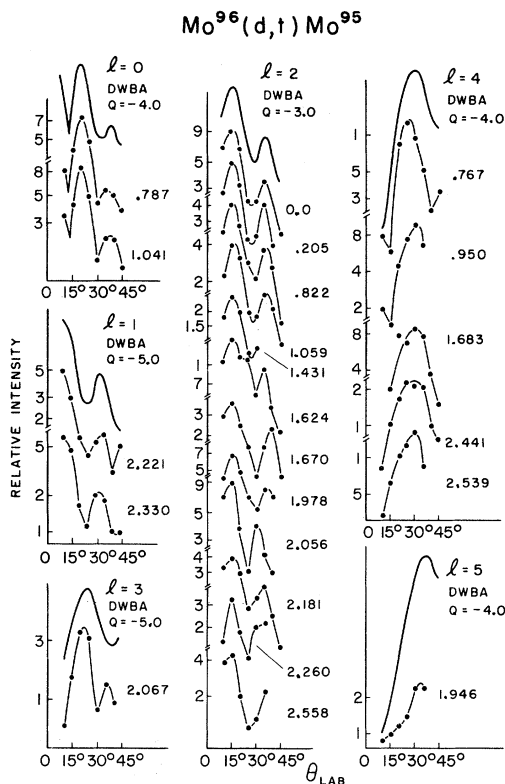 Mo⁹⁶(d,t) Mo⁹⁵
RELATIVE INTENSITY
ℓ = 0
DWBA
Q = -4.0
7
5
8
5
3
.787
1.041
0 15° 30° 45°
ℓ = 1
DWBA
Q = -5.0
5
3
2
5
2
1
2.221
2.330
0 15° 30° 45°
ℓ = 3
DWBA
Q = -5.0
3
1
2.067
0 15° 30° 45°
ℓ = 2
DWBA
Q = -3.0
9
5
8
5
4
4
2
2
1.5
1
7
3
2
7
5
9
5
3
4
3
3
2
4
2
0.0
.205
.822
1.059
1.431
1.624
1.670
1.978
2.056
2.181
2.260
2.558
0 15° 30° 45°
θLAB
ℓ = 4
DWBA
Q = -4.0
1
5
8
4
2
1
8
4
2
1
1
5
.767
.950
1.683
2.441
2.539
0 15° 30° 45°
ℓ = 5
DWBA
Q = -4.0
2
1
1.946
0 15° 30° 45°